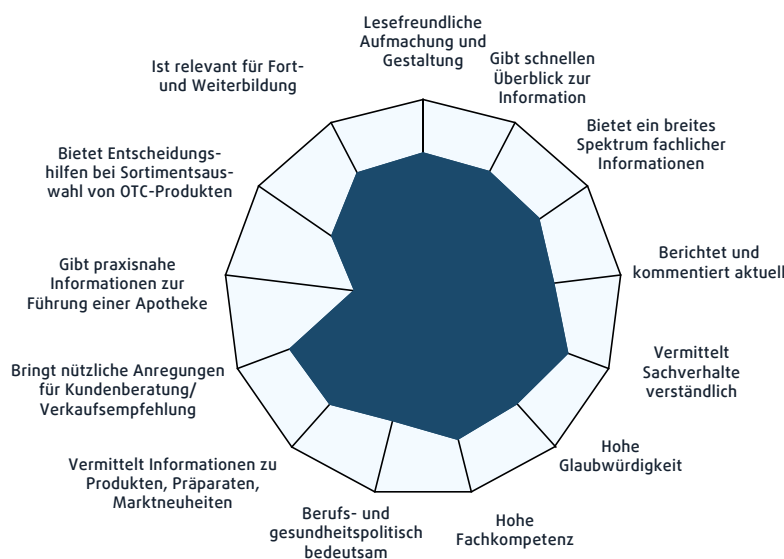 Lesefreundliche
Aufmachung und
Gestaltung
Gibt schnellen
Überblick zur
Information
Bietet ein breites
Spektrum fachlicher
Informationen
Berichtet und
kommentiert aktuell
Vermittelt
Sachverhalte
verständlich
Hohe
Glaubwürdigkeit
Hohe
Fachkompetenz
Berufs- und
gesundheitspolitisch
bedeutsam
Vermittelt Informationen zu
Produkten, Präparaten,
Marktneuheiten
Bringt nützliche Anregungen
für Kundenberatung/
Verkaufsempfehlung
Gibt praxisnahe
Informationen zur
Führung einer Apotheke
Bietet Entscheidungs-
hilfen bei Sortimentsaus-
wahl von OTC-Produkten
Ist relevant für Fort-
und Weiterbildung